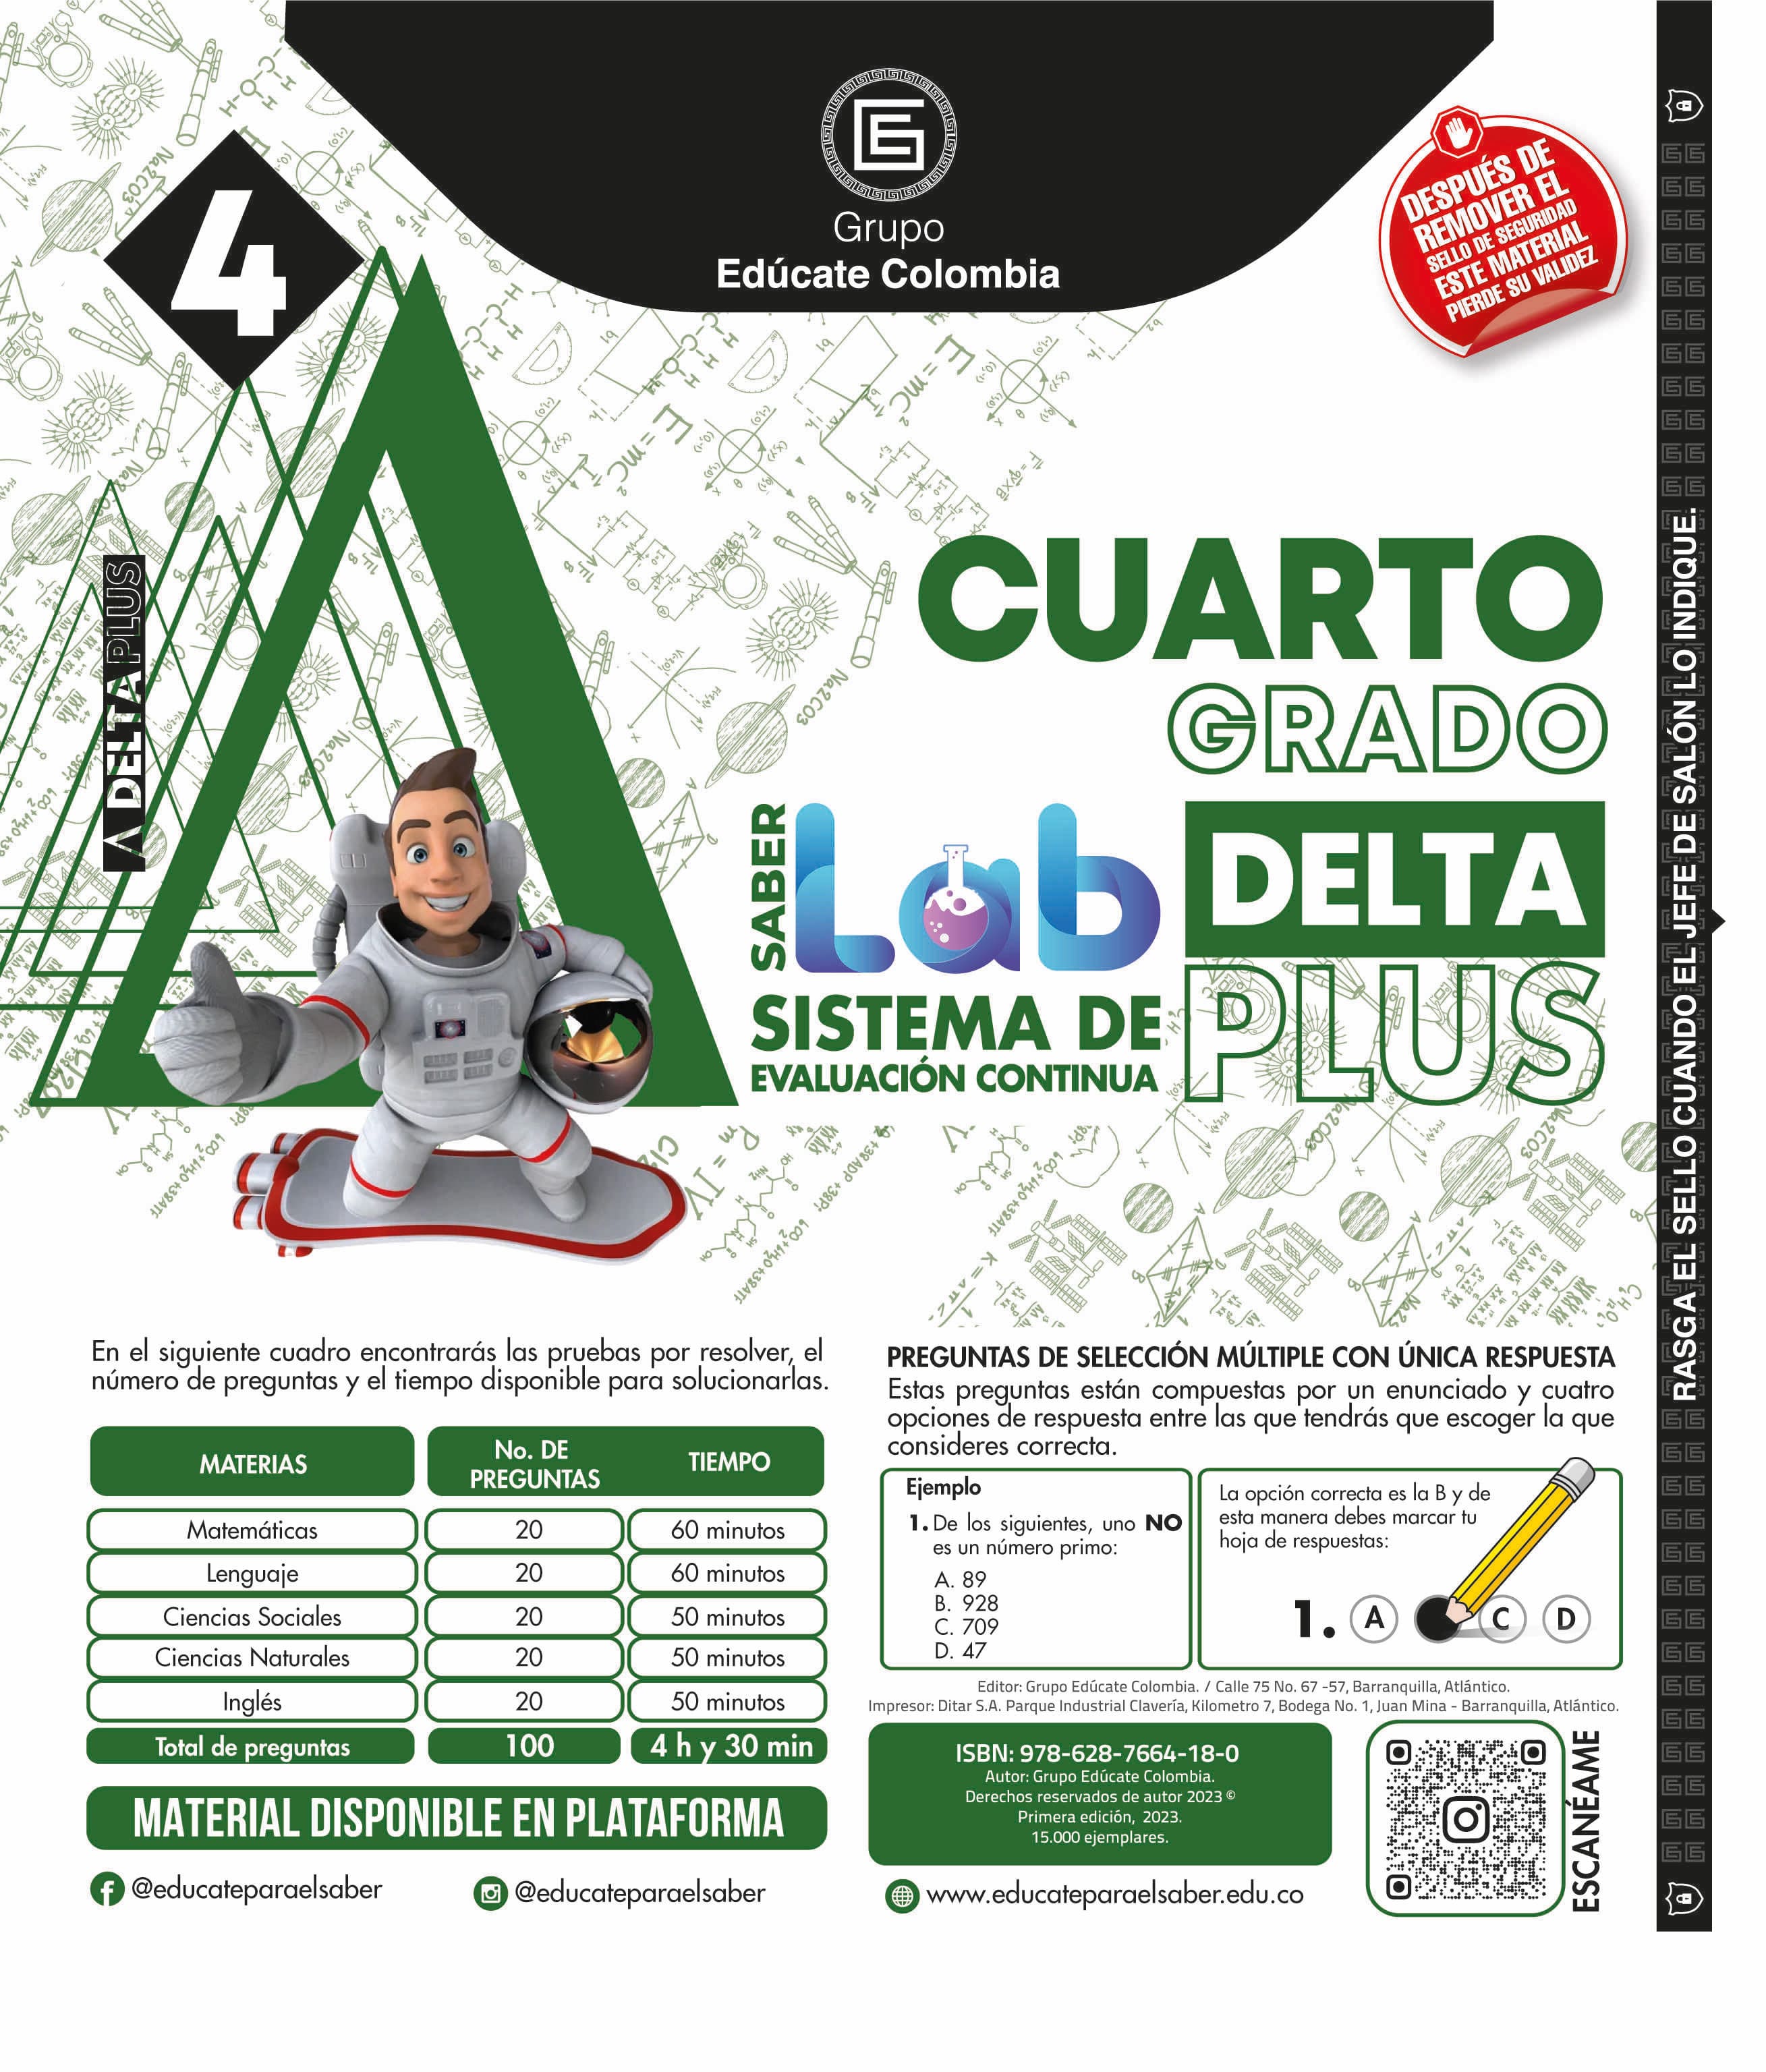 Grupo
Edúcate Colombia
4
DESPUÉS DE
REMOVER EL
SELLO DE SEGURIDAD
ESTE MATERIAL
PIERDE SU VALIDEZ
DELTA PLUS
CUARTO
GRADO
SABER
Lab
DELTA
PLUS
SISTEMA DE
EVALUACIÓN CONTINUA
RASGA EL SELLO CUANDO EL JEFE DE SALÓN LO INDIQUE.
En el siguiente cuadro encontrarás las pruebas por resolver, el
número de preguntas y el tiempo disponible para solucionarlas.
MATERIAS No. DE PREGUNTAS TIEMPO
Matemáticas 20 60 minutos
Lenguaje 20 60 minutos
Ciencias Sociales 20 50 minutos
Ciencias Naturales 20 50 minutos
Inglés 20 50 minutos
Total de preguntas 100 4 h y 30 min
MATERIAL DISPONIBLE EN PLATAFORMA
@educateparaelsaber @educateparaelsaber
PREGUNTAS DE SELECCIÓN MÚLTIPLE CON ÚNICA RESPUESTA
Estas preguntas están compuestas por un enunciado y cuatro
opciones de respuesta entre las que tendrás que escoger la que
consideres correcta.
Ejemplo
1. De los siguientes, uno NO
es un número primo:
A. 89
B. 928
C. 709
D. 47
La opción correcta es la B y de
esta manera debes marcar tu
hoja de respuestas:
1. A C D
Editor: Grupo Edúcate Colombia. / Calle 75 No. 67 -57, Barranquilla, Atlántico.
Impresor: Ditar S.A. Parque Industrial Clavería, Kilometro 7, Bodega No. 1, Juan Mina - Barranquilla, Atlántico.
ISBN: 978-628-7664-18-0
Autor: Grupo Edúcate Colombia.
Derechos reservados de autor 2023 ©
Primera edición, 2023.
15.000 ejemplares.
www.educateparaelsaber.edu.co
ESCANÉAME